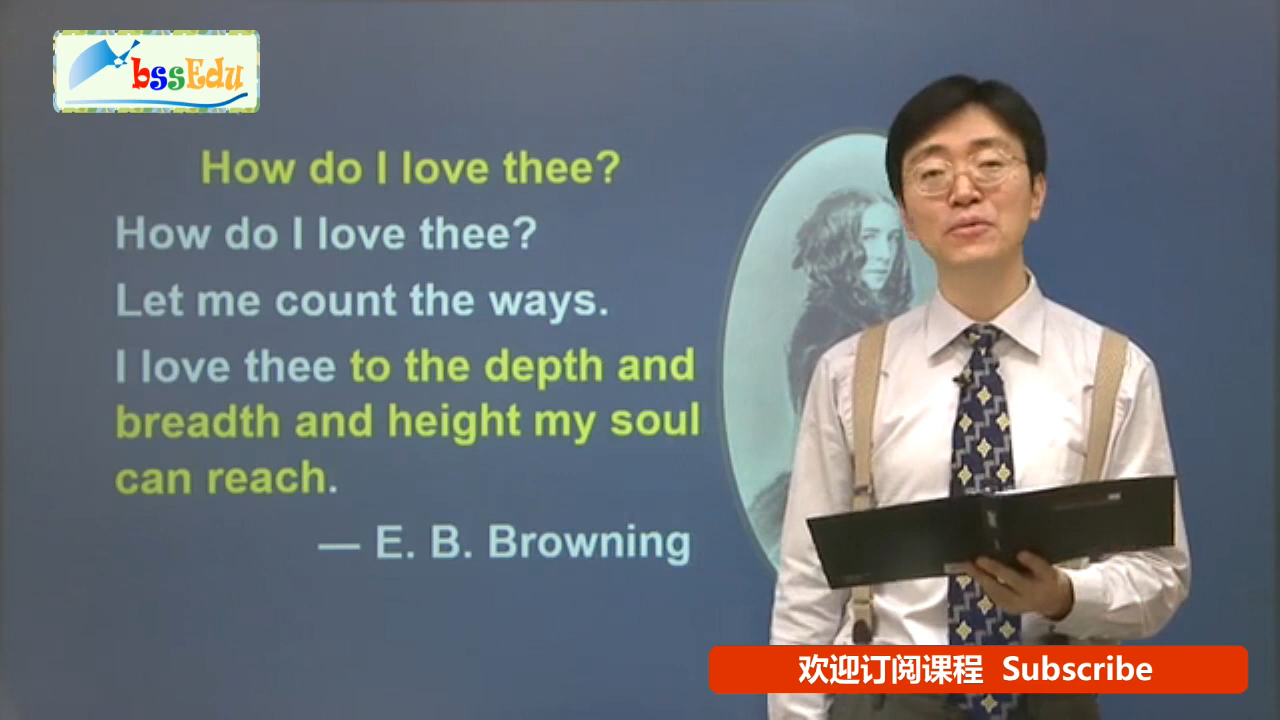 bssEdu
How do I love thee?
How do I love thee?
Let me count the ways.
I love thee to the depth and
breadth and height my soul
can reach.
— E. B. Browning
欢迎订阅课程 Subscribe